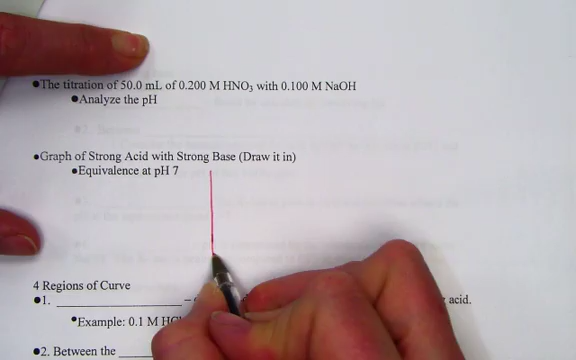 ●The titration of 50.0 mL of 0.200 M HNO₃ with 0.100 M NaOH
●Analyze the pH
●Graph of Strong Acid with Strong Base (Draw it in)
●Equivalence at pH 7
4 Regions of Curve
●1. ____________________ – acid.
●Example: 0.1 M
●2. Between the ______